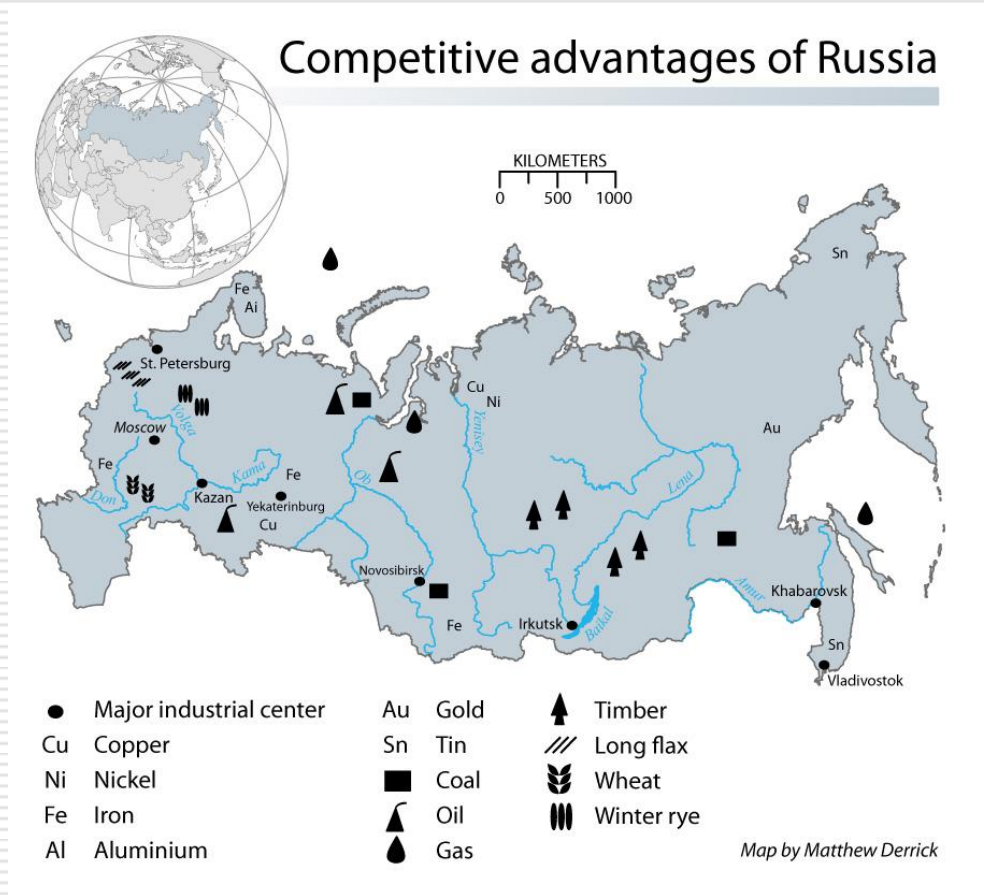 Competitive advantages of Russia
KILOMETERS
0 500 1000
Sn
Fe
Ai
St. Petersburg
Cu
Ni
Yenisey
Volga
Moscow
Au
Fe
Kama
Fe
Ob
Lena
Don
Kazan
Yekaterinburg
Cu
Novosibirsk
Amur
Khabarovsk
Fe
Irkutsk
Baikal
Sn
Vladivostok
Major industrial center
Cu Copper
Ni Nickel
Fe Iron
Al Aluminium
Au Gold
Sn Tin
Coal
Oil
Gas
Timber
Long flax
Wheat
Winter rye
Map by Matthew Derrick